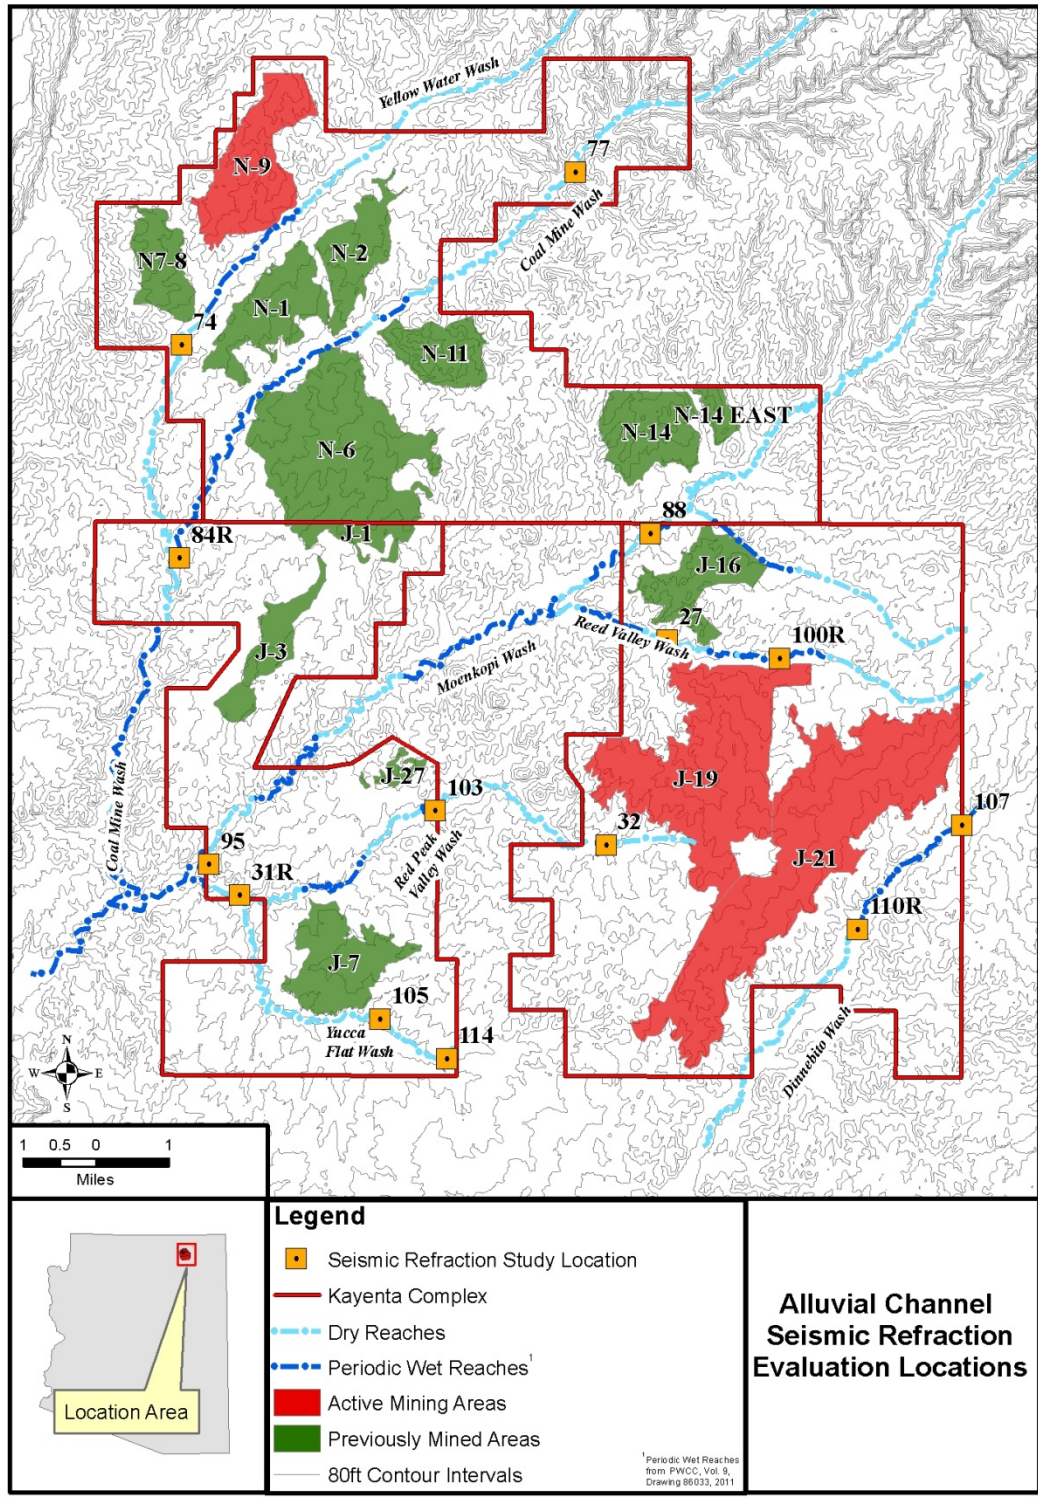 Yellow Water Wash
77
N-9
Coal Mine Wash
N-2
N7-8
N-1
74
N-11
N-14 EAST
N-14
N-6
88
84R
J-1
J-16
27
Reed Valley Wash
100R
J-3
Moenkopi Wash
J-27
103
J-19
107
Coal Mine Wash
32
95
Red Peak
Valley Wash
J-21
31R
110R
J-7
105
Yucca
Flat Wash
114
Dinnebito Wash
N
W
E
S
1 0.5 0 1
Miles
Location Area
Legend
Seismic Refraction Study Location
Kayenta Complex
Dry Reaches
Periodic Wet Reaches1
Active Mining Areas
Previously Mined Areas
80ft Contour Intervals
1Periodic Wet Reaches
from PWCC, Vol. 9,
Drawing 86033, 2011
Alluvial Channel
Seismic Refraction
Evaluation Locations